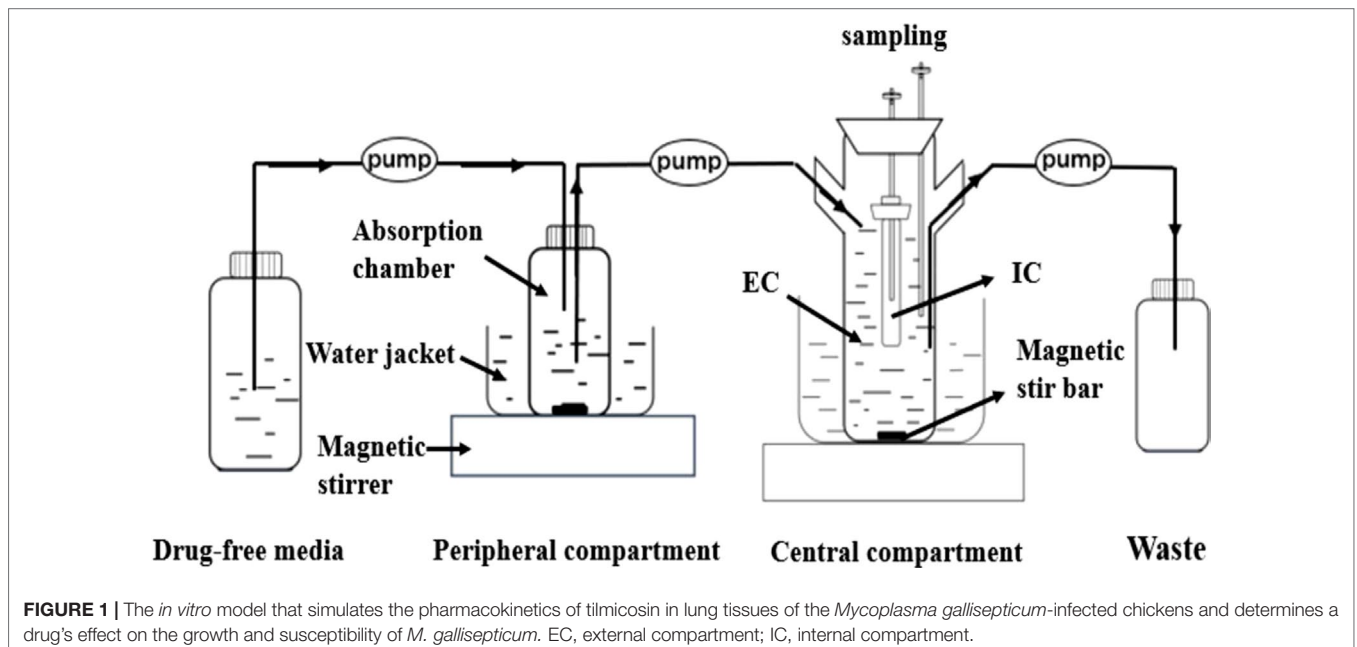 sampling
pump
pump
pump
Absorption
chamber
EC
IC
Water jacket
Magnetic
stir bar
Magnetic
stirrer
Drug-free media
Peripheral compartment
Central compartment
Waste
FIGURE 1 | The in vitro model that simulates the pharmacokinetics of tilmicosin in lung tissues of the Mycoplasma gallisepticum-infected chickens and determines a
drug's effect on the growth and susceptibility of M. gallisepticum. EC, external compartment; IC, internal compartment.